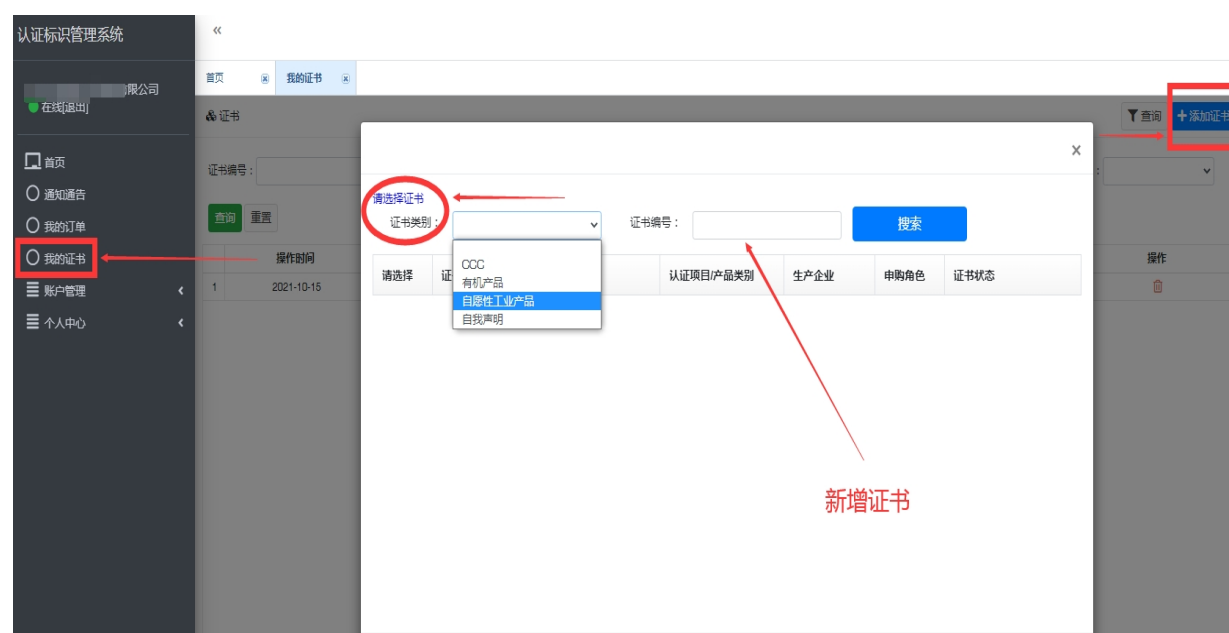 认证标识管理系统
«
限公司
在线[退出]
首页
通知通告
我的订单
我的证书
账户管理
个人中心
首页
我的证书
证书
查询
+添加证书
证书编号：
查询
重置
操作时间
操作
1
2021-10-15
x
请选择证书
证书类别：
证书编号：
搜索
CCC
有机产品
自愿性工业产品
自我声明
请选择
证
认证项目/产品类别
生产企业
申购角色
证书状态
新增证书